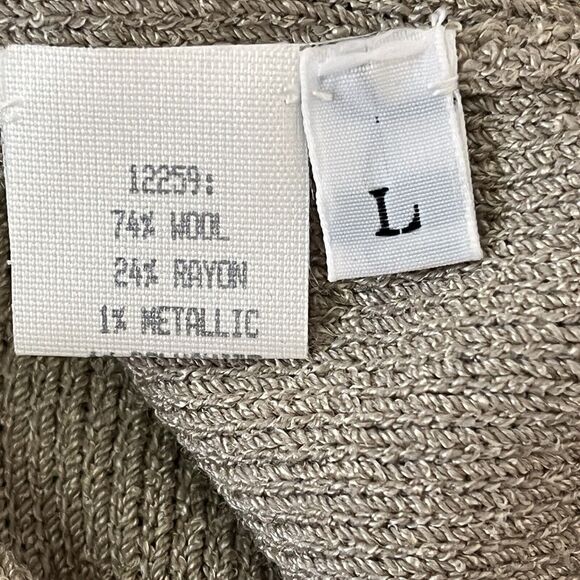 12259:
74% WOOL
24% RAYON
1% METALLIC
L